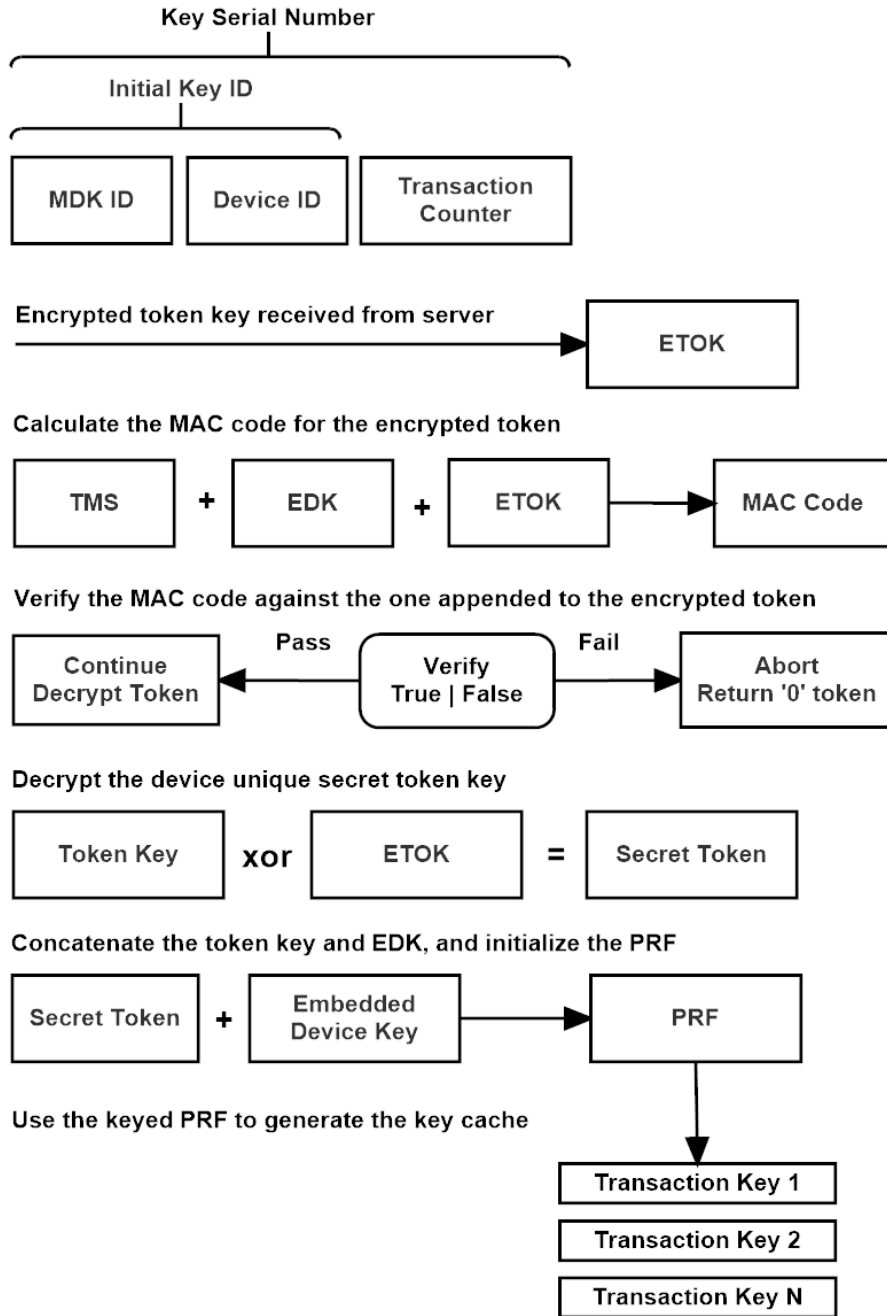 Key Serial Number
Initial Key ID
MDK ID
Device ID
Transaction
Counter
Encrypted token key received from server
ETOK
Calculate the MAC code for the encrypted token
TMS + EDK + ETOK MAC Code
Verify the MAC code against the one appended to the encrypted token
Continue
Decrypt Token
Pass
Verify
True | False
Fail
Abort
Return '0' token
Decrypt the device unique secret token key
Token Key xor ETOK = Secret Token
Concatenate the token key and EDK, and initialize the PRF
Secret Token +
Embedded
Device Key
PRF
Use the keyed PRF to generate the key cache
Transaction Key 1
Transaction Key 2
Transaction Key N